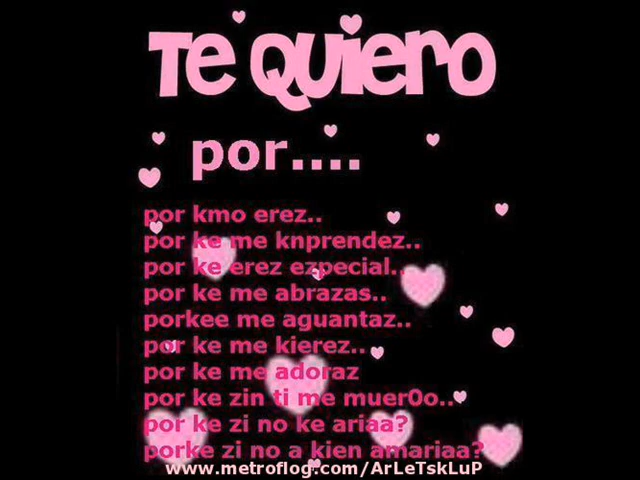 Te Quiero
por....
por kmo erez..
por ke me knprendez..
por ke erez ezpecial..
por ke me abrazas..
porkee me aguantaz..
por ke me kierez..
por ke me adoraz
por ke zin ti me muer0o..
por ke zi no ke ariaa?
porke zi no a kien amariaa?
www.metroflog.com/ArLeTskLuP